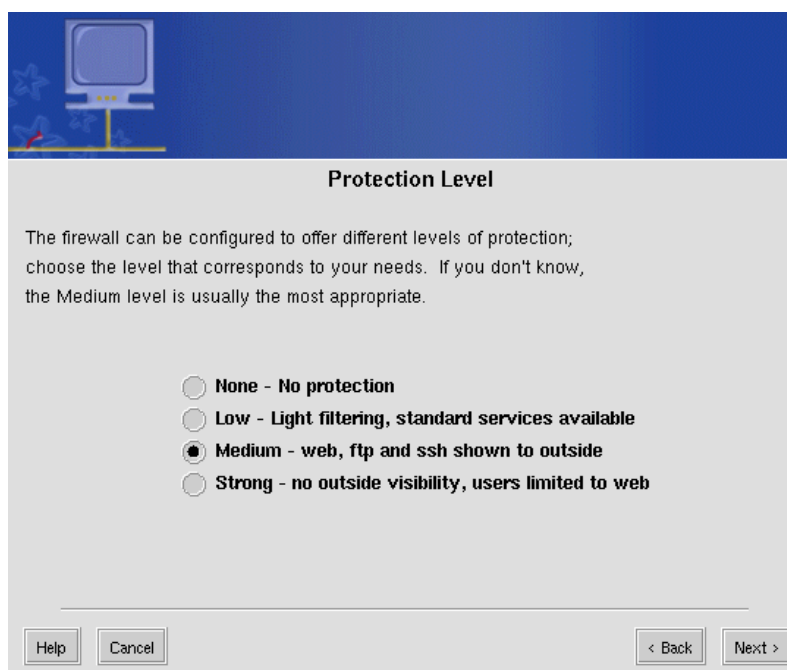 Protection Level
The firewall can be configured to offer different levels of protection;
choose the level that corresponds to your needs.  If you don't know,
the Medium level is usually the most appropriate.
None - No protection
Low - Light filtering, standard services available
Medium - web, ftp and ssh shown to outside
Strong - no outside visibility, users limited to web
Help
Cancel
< Back
Next >